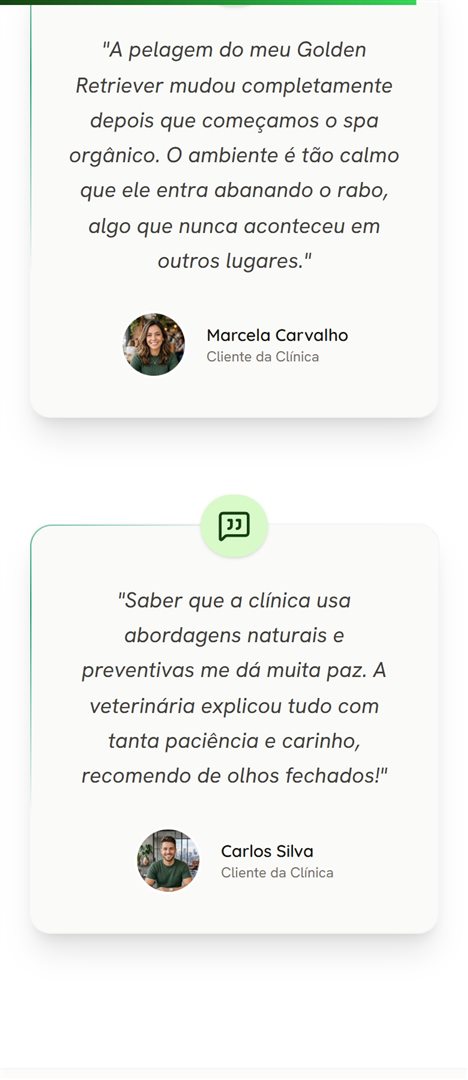 "A pelagem do meu Golden
Retriever mudou completamente
depois que começamos o spa
orgânico. O ambiente é tão calmo
que ele entra abanando o rabo,
algo que nunca aconteceu em
outros lugares."
Marcela Carvalho
Cliente da Clínica
"Saber que a clínica usa
abordagens naturais e
preventivas me dá muita paz. A
veterinária explicou tudo com
tanta paciência e carinho,
recomendo de olhos fechados!"
Carlos Silva
Cliente da Clínica